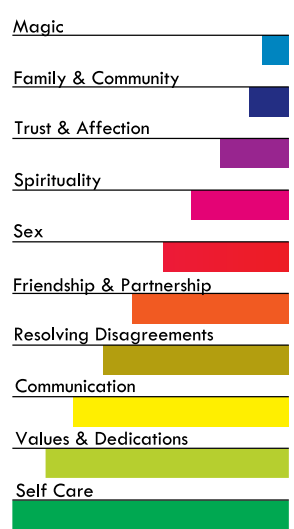 Magic
Family & Community
Trust & Affection
Spirituality
Sex
Friendship & Partnership
Resolving Disagreements
Communication
Values & Dedications
Self Care